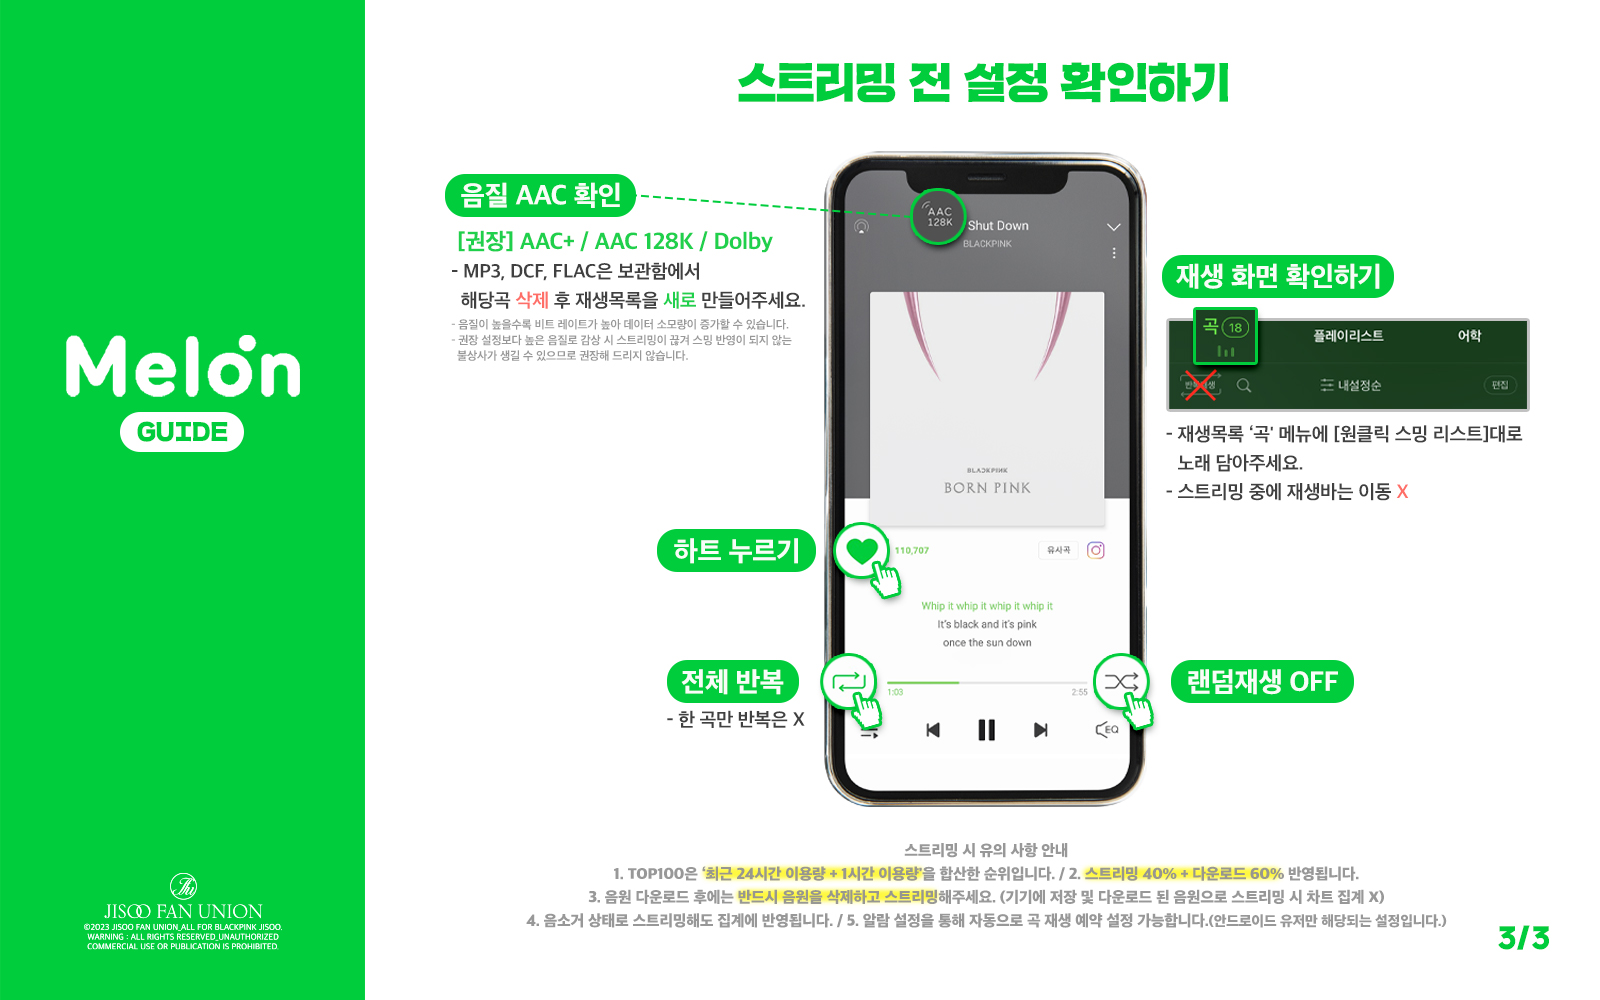 스트리밍 전 설정 확인하기
Melon
GUIDE
음질 AAC 확인
[권장] AAC+ / AAC 128K / Dolby
- MP3, DCF, FLAC은 보관함에서
해당곡 삭제 후 재생목록을 새로 만들어주세요.
- 음질이 높을수록 비트 레이트가 높아 데이터 소모량이 증가할 수 있습니다.
- 권장 설정보다 높은 음질로 감상 시 스트리밍이 끊겨 스밍 반영이 되지 않는
불상사가 생길 수 있으므로 권장해 드리지 않습니다.
AAC
128K
Shut Down
BLACKPINK
BLACKPINK
BORN PINK
재생 화면 확인하기
곡 18
플레이리스트
어학
반복재생
내설정순
편집
- 재생목록 ‘곡' 메뉴에 [원클릭 스밍 리스트]대로
노래 담아주세요.
- 스트리밍 중에 재생바는 이동 X
하트 누르기
110,707
유사곡
Whip it whip it whip it whip it
It's black and it's pink
once the sun down
전체 반복
- 한 곡만 반복은 X
1:03
2:55
랜덤재생 OFF
EQ
스트리밍 시 유의 사항 안내
1. TOP100은 ‘최근 24시간 이용량 + 1시간 이용량'을 합산한 순위입니다. / 2. 스트리밍 40% + 다운로드 60% 반영됩니다.
3. 음원 다운로드 후에는 반드시 음원을 삭제하고 스트리밍해주세요. (기기에 저장 및 다운로드 된 음원으로 스트리밍 시 차트 집계 X)
4. 음소거 상태로 스트리밍해도 집계에 반영됩니다. / 5. 알람 설정을 통해 자동으로 곡 재생 예약 설정 가능합니다.(안드로이드 유저만 해당되는 설정입니다.)
JISOO FAN UNION
©2023 JISOO FAN UNION_ALL FOR BLACKPINK JISOO.
WARNING : ALL RIGHTS RESERVED_UNAUTHORIZED
COMMERCIAL USE OR PUBLICATION IS PROHIBITED.
3/3